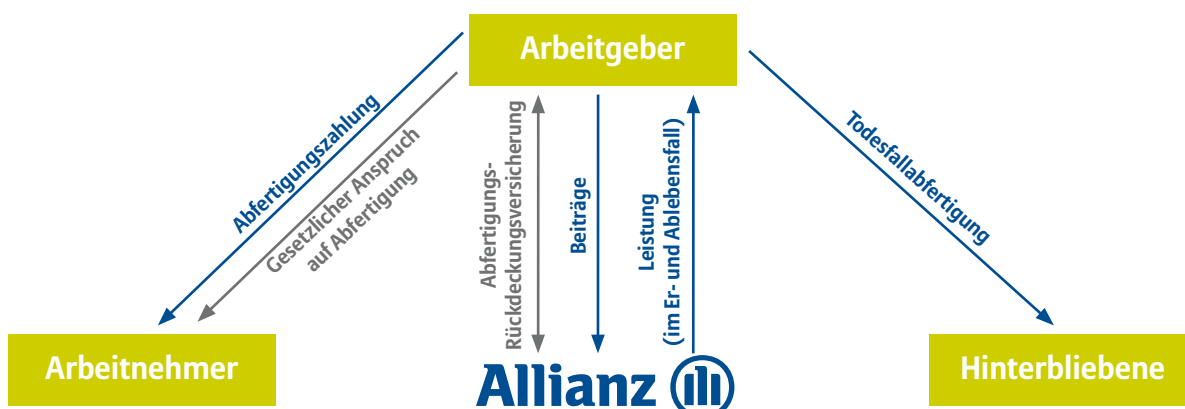 Arbeitgeber
Abfertigungszahlung
Gesetzlicher Anspruch
auf Abfertigung
Abfertigungs-
Rückdeckungsversicherung
Beiträge
Leistung
(im Er- und Ablebensfall)
Todesfallabfertigung
Arbeitnehmer
Allianz
Hinterbliebene